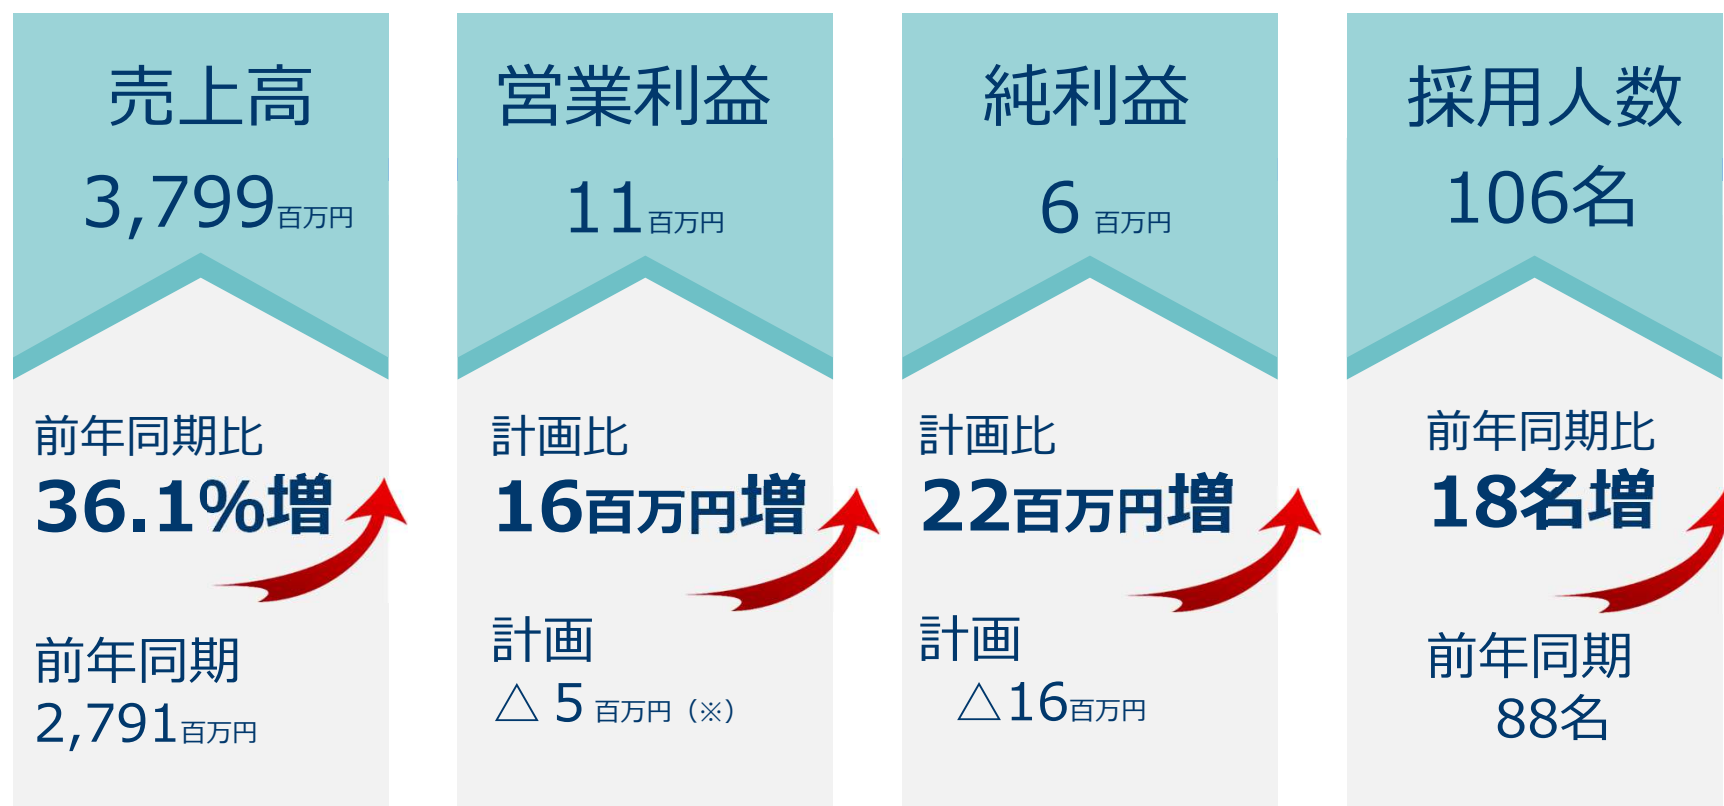 売上高
3,799百万円
前年同期比
36.1%増
前年同期
2,791百万円
営業利益
11百万円
計画比
16百万円増
計画
△ 5 百万円（※）
純利益
6 百万円
計画比
22百万円増
計画
△16百万円
採用人数
106名
前年同期比
18名増
前年同期
88名